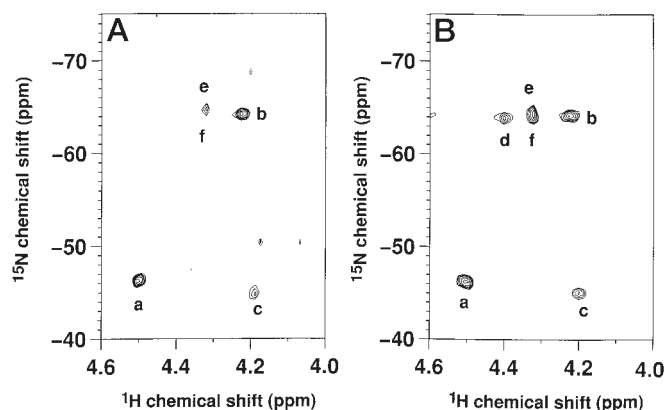 A
B
−70
−60
−50
−40
¹⁵N chemical shift (ppm)
e
f
b
a
c
4.6
4.4
4.2
4.0
¹H chemical shift (ppm)
−70
−60
−50
−40
¹⁵N chemical shift (ppm)
e
d
f
b
a
c
4.6
4.4
4.2
4.0
¹H chemical shift (ppm)